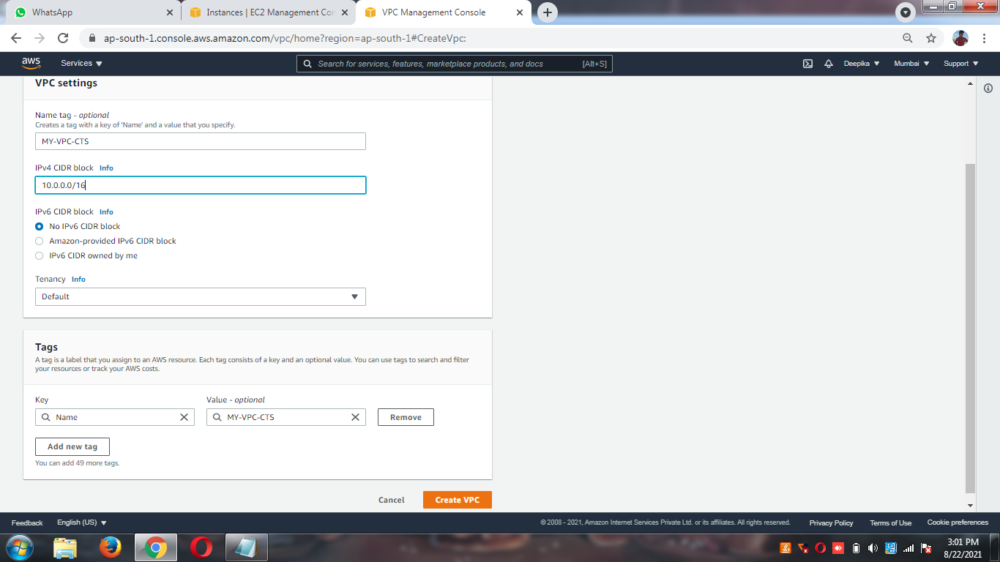 WhatsApp
Instances | EC2 Management Con
VPC Management Console
ap-south-1.console.aws.amazon.com/vpc/home?region=ap-south-1#CreateVpc:
aws
Services
Search for services, features, marketplace products, and docs
[Alt+S]
Deepika
Mumbai
Support
VPC settings
Name tag - optional
Creates a tag with a key of 'Name' and a value that you specify.
MY-VPC-CTS
IPv4 CIDR block Info
10.0.0.0/16
IPv6 CIDR block Info
No IPv6 CIDR block
Amazon-provided IPv6 CIDR block
IPv6 CIDR owned by me
Tenancy Info
Default
Tags
A tag is a label that you assign to an AWS resource. Each tag consists of a key and an optional value. You can use tags to search and filter
your resources or track your AWS costs.
Key
Value - optional
Name
MY-VPC-CTS
Remove
Add new tag
You can add 49 more tags.
Cancel
Create VPC
Feedback
English (US)
© 2008 - 2021, Amazon Internet Services Private Ltd. or its affiliates. All rights reserved.
Privacy Policy
Terms of Use
Cookie preferences
3:01 PM
8/22/2021